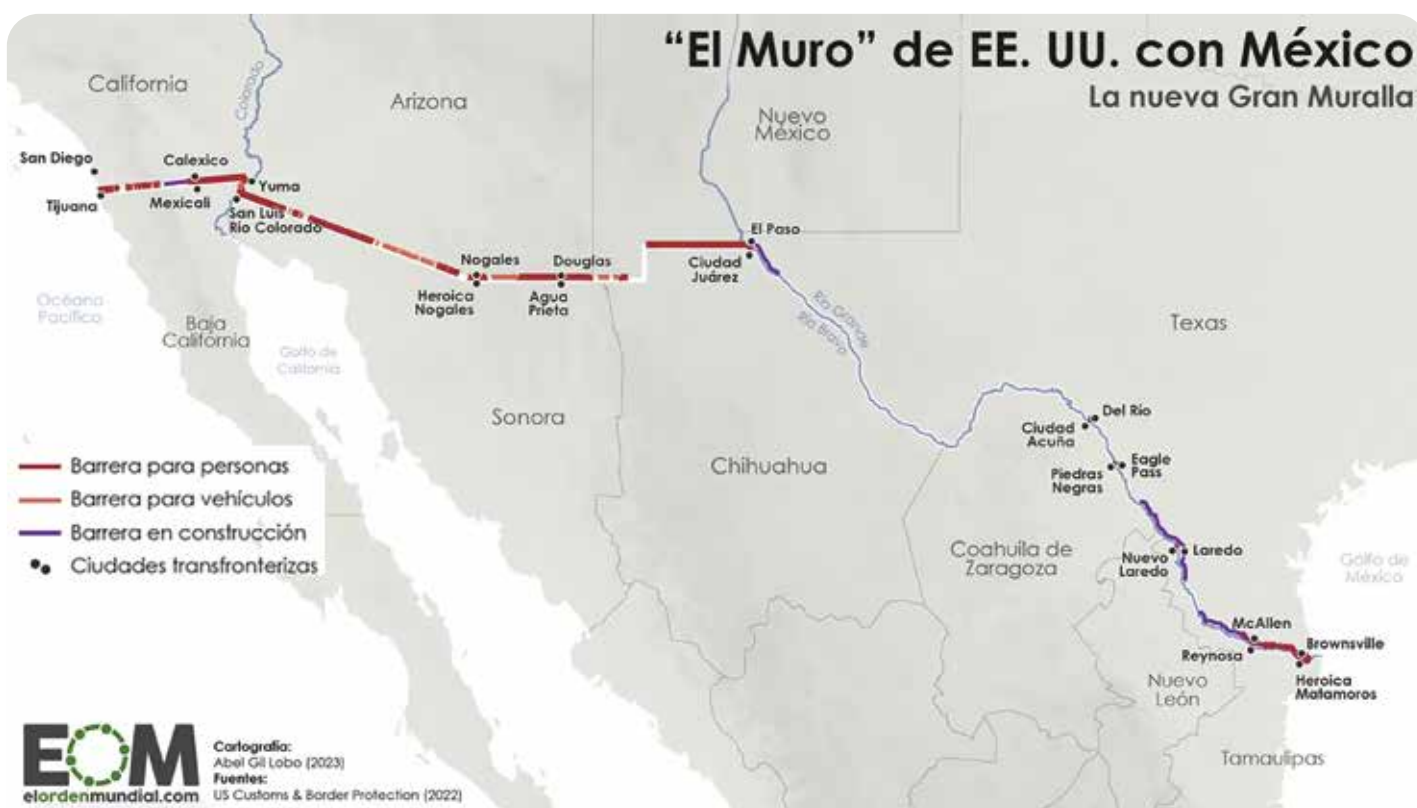 “El Muro” de EE. UU. con México
La nueva Gran Muralla
California
Colorado
Arizona
Nuevo
México
San Diego
Tijuana
Calexico
Mexicali
Yuma
San Luis
Río Colorado
Nogales
Heroica
Nogales
Douglas
Agua
Prieta
El Paso
Ciudad
Juárez
Río Grande
Río Bravo
Texas
Océano
Pacífico
Baja
California
Golfo de
California
Sonora
Chihuahua
Del Río
Ciudad
Acuña
Eagle
Pass
Piedras
Negras
Coahuila de
Zaragoza
Nuevo
Laredo
Laredo
Golfo de
México
McAllen
Reynosa
Brownsville
Heroica
Matamoros
Nuevo
León
Tamaulipas
Barrera para personas
Barrera para vehículos
Barrera en construcción
Ciudades transfronterizas
EOM
elordenmundial.com
Cartografía:
Abel Gil Lobo (2023)
Fuentes:
US Customs & Border Protection (2022)